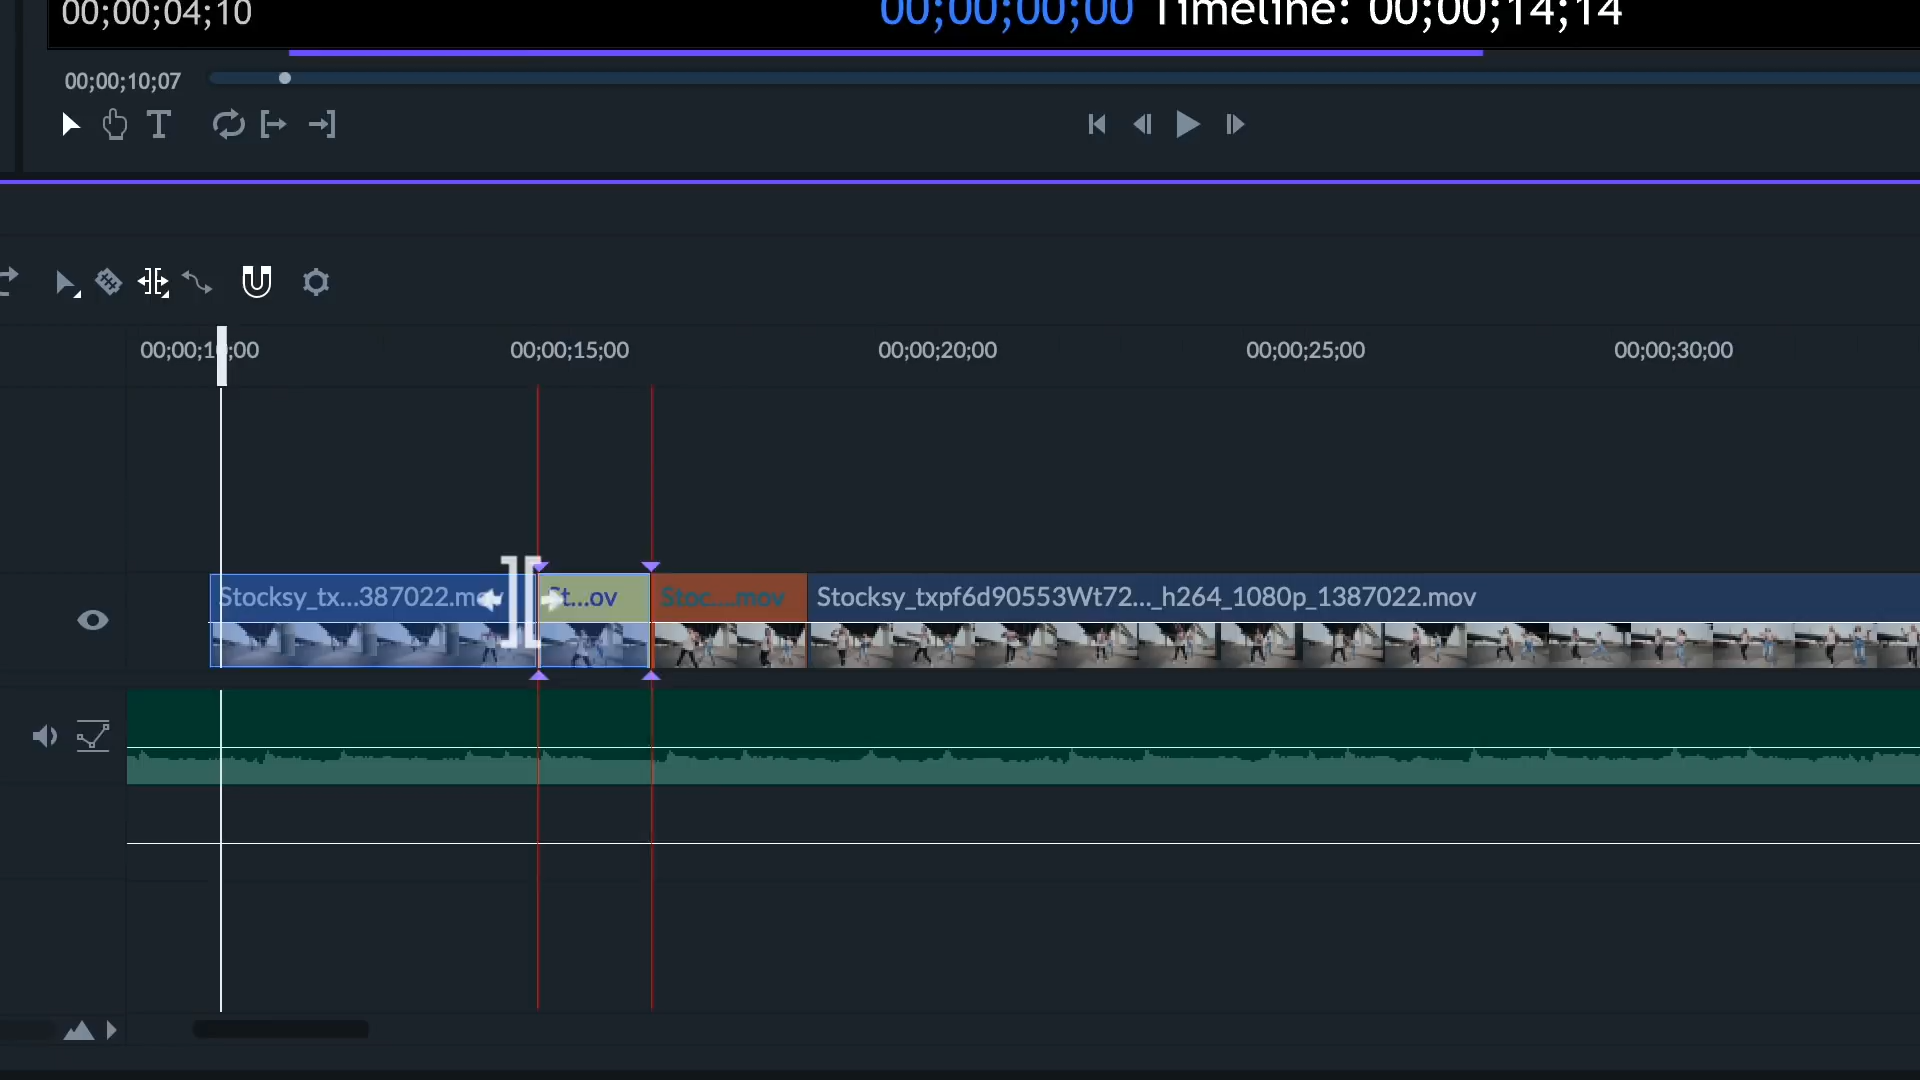 00;00;04;10
00;00;00;00 Timeline: 00;00;14;14
00;00;10;07
T
00;00;10;00 00;00;15;00 00;00;20;00 00;00;25;00 00;00;30;00
Stocksy_tx...387022.mov St...ov Stoc....mov Stocksy_txpf6d90553Wt72..._h264_1080p_1387022.mov